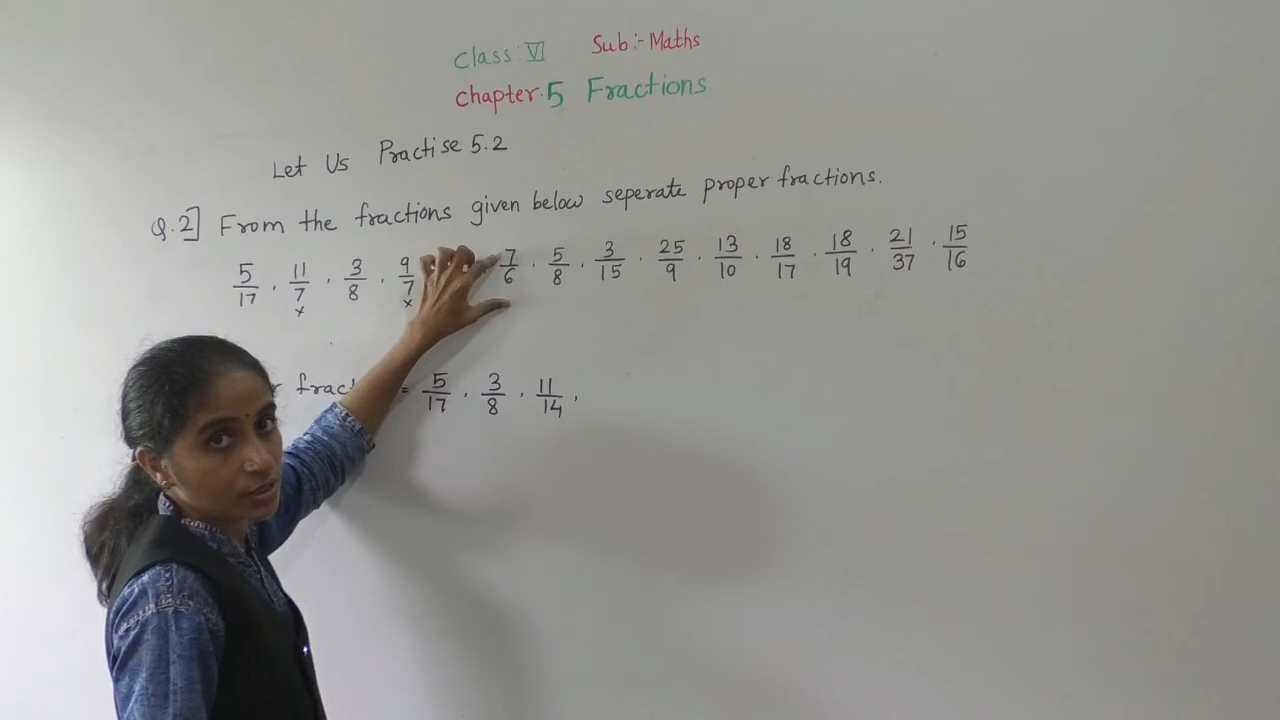 Class : VI Sub :- Maths
Chapter. 5 Fractions
Let Us Practise 5.2
Q.2] From the fractions given below seperate proper fractions.
5/17 . 11/7 . 3/8 . 9/7 7/6 . 5/8 . 3/15 . 25/9 . 13/10 . 18/17 . 18/19 . 21/37 . 15/16
x x
= 5/17 . 3/8 . 11/14 ,